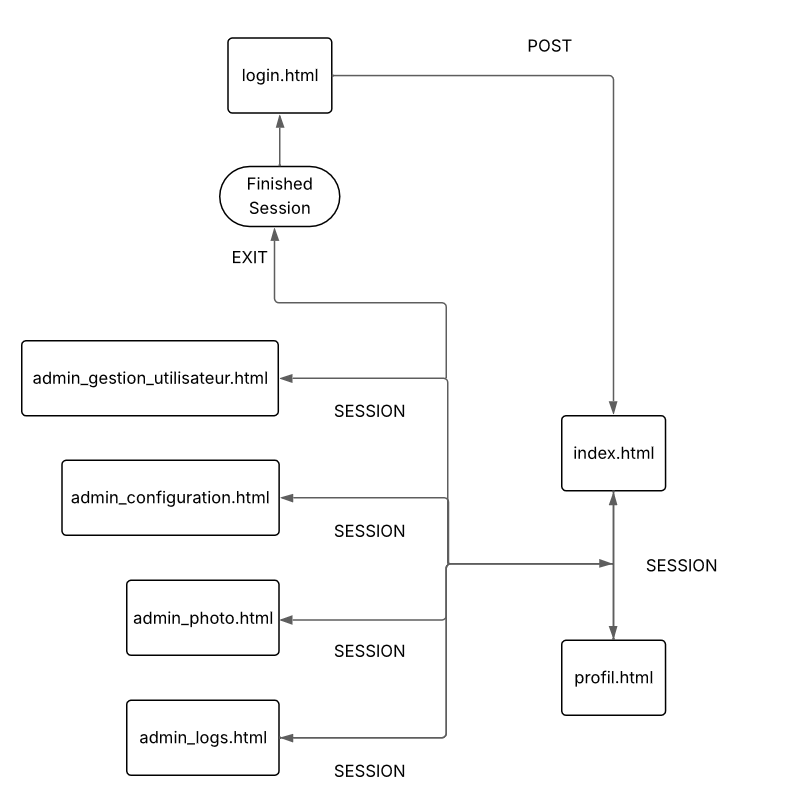 POST
login.html
Finished
Session
EXIT
admin_gestion_utilisateur.html
SESSION
index.html
admin_configuration.html
SESSION
SESSION
admin_photo.html
SESSION
profil.html
admin_logs.html
SESSION